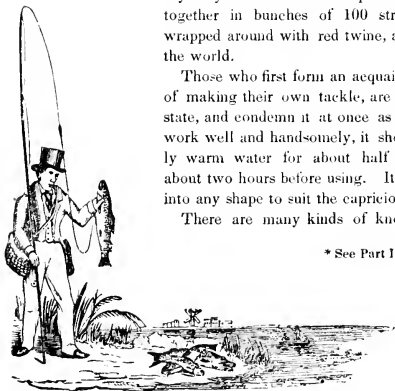 together in bunches of 100 str
wrapped around with red twine, a
the world.
Those who first form an acquai
of making their own tackle, are
state, and condemn it at once as
work well and handsomely, it sho
ly warm water for about half
about two hours before using. It
into any shape to suit the capricio
There are many kinds of kno
* See Part I